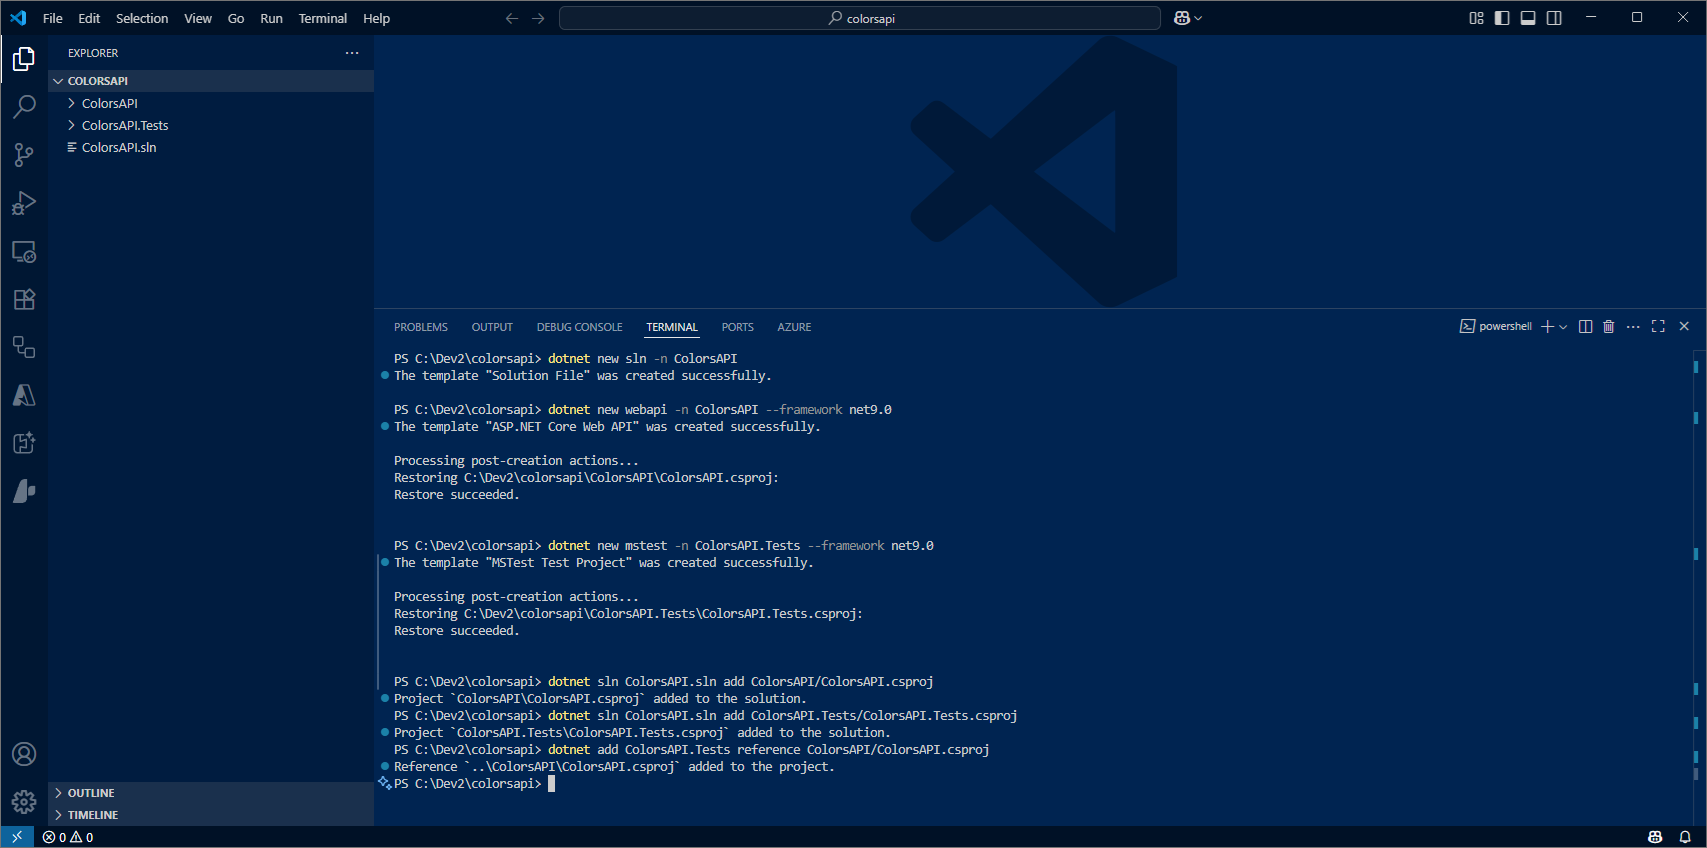 File Edit Selection View Go Run Terminal Help
colorsapi
EXPLORER
COLORSAPI
ColorsAPI
ColorsAPI.Tests
ColorsAPI.sln
PROBLEMS OUTPUT DEBUG CONSOLE TERMINAL PORTS AZURE
powershell
PS C:\Dev2\colorsapi> dotnet new sln -n ColorsAPI
The template "Solution File" was created successfully.
PS C:\Dev2\colorsapi> dotnet new webapi -n ColorsAPI --framework net9.0
The template "ASP.NET Core Web API" was created successfully.
Processing post-creation actions...
Restoring C:\Dev2\colorsapi\ColorsAPI\ColorsAPI.csproj:
Restore succeeded.
PS C:\Dev2\colorsapi> dotnet new mstest -n ColorsAPI.Tests --framework net9.0
The template "MSTest Test Project" was created successfully.
Processing post-creation actions...
Restoring C:\Dev2\colorsapi\ColorsAPI.Tests\ColorsAPI.Tests.csproj:
Restore succeeded.
PS C:\Dev2\colorsapi> dotnet sln ColorsAPI.sln add ColorsAPI/ColorsAPI.csproj
Project `ColorsAPI\ColorsAPI.csproj` added to the solution.
PS C:\Dev2\colorsapi> dotnet sln ColorsAPI.sln add ColorsAPI.Tests/ColorsAPI.Tests.csproj
Project `ColorsAPI.Tests\ColorsAPI.Tests.csproj` added to the solution.
PS C:\Dev2\colorsapi> dotnet add ColorsAPI.Tests reference ColorsAPI/ColorsAPI.csproj
Reference `..\ColorsAPI\ColorsAPI.csproj` added to the project.
PS C:\Dev2\colorsapi>
OUTLINE
TIMELINE
0 0